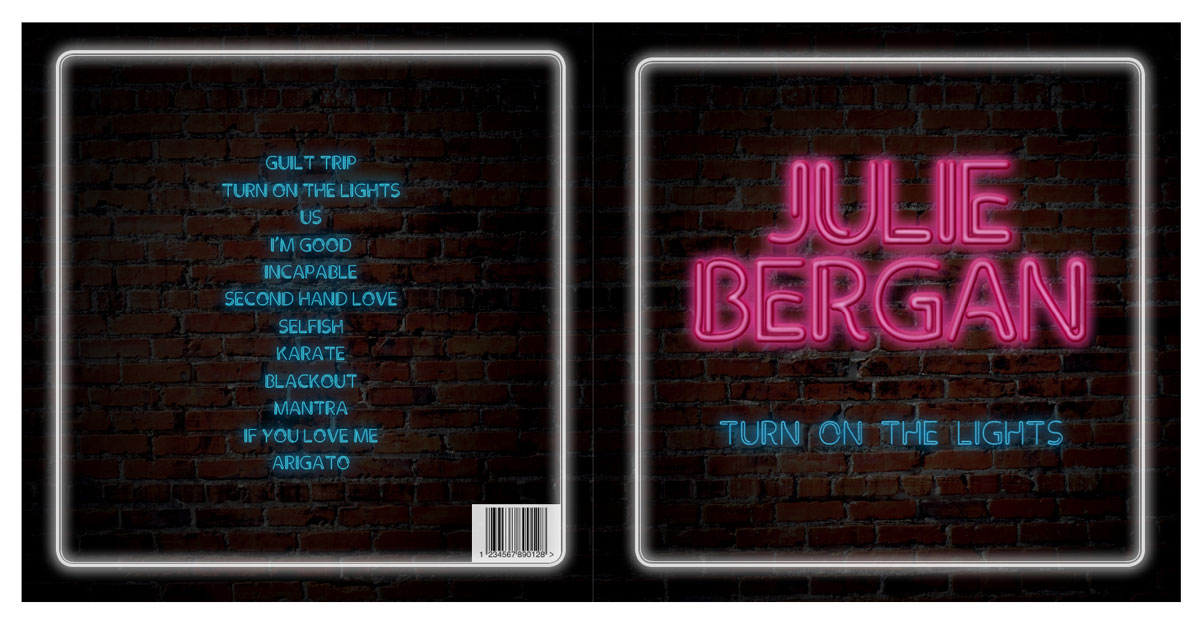 GUILT TRIP
TURN ON THE LIGHTS
US
I'M GOOD
INCAPABLE
SECOND HAND LOVE
SELFISH
KARATE
BLACKOUT
MANTRA
IF YOU LOVE ME
ARIGATO
1 234567 890128 >
JULIE
BERGAN
TURN ON THE LIGHTS